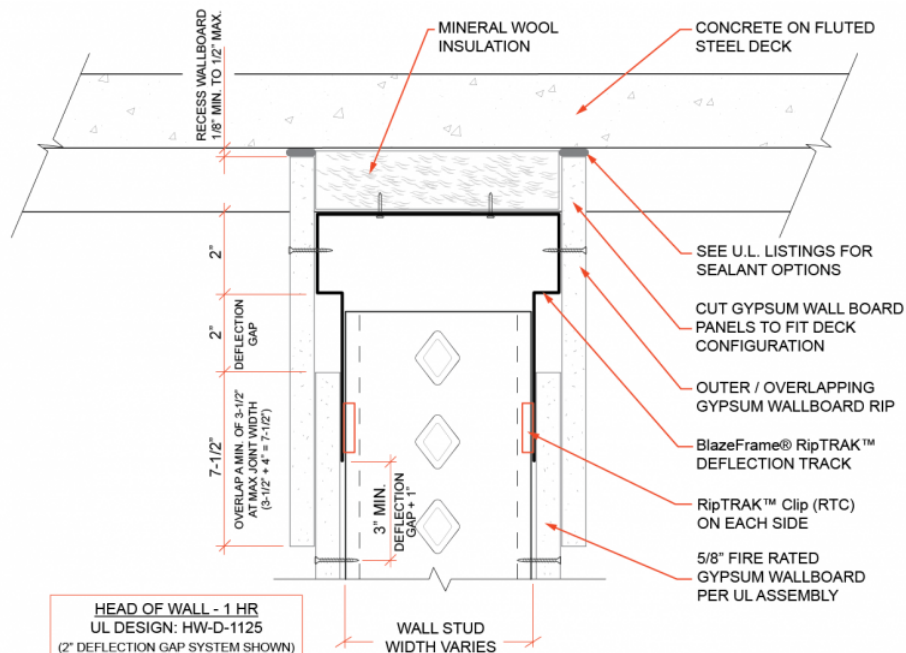 MINERAL WOOL
INSULATION
CONCRETE ON FLUTED
STEEL DECK
RECESS WALLBOARD
1/8" MIN. TO 1/2" MAX.
2"
2"
DEFLECTION
GAP
7-1/2"
OVERLAP A MIN. OF 3-1/2"
AT MAX JOINT WIDTH
(3-1/2" + 4" = 7-1/2")
3" MIN.
DEFLECTION
GAP + 1"
SEE U.L. LISTINGS FOR
SEALANT OPTIONS
CUT GYPSUM WALL BOARD
PANELS TO FIT DECK
CONFIGURATION
OUTER / OVERLAPPING
GYPSUM WALLBOARD RIP
BlazeFrame® RipTRAK™
DEFLECTION TRACK
RipTRAK™ Clip (RTC)
ON EACH SIDE
5/8" FIRE RATED
GYPSUM WALLBOARD
PER UL ASSEMBLY
HEAD OF WALL - 1 HR
UL DESIGN: HW-D-1125
(2" DEFLECTION GAP SYSTEM SHOWN)
WALL STUD
WIDTH VARIES